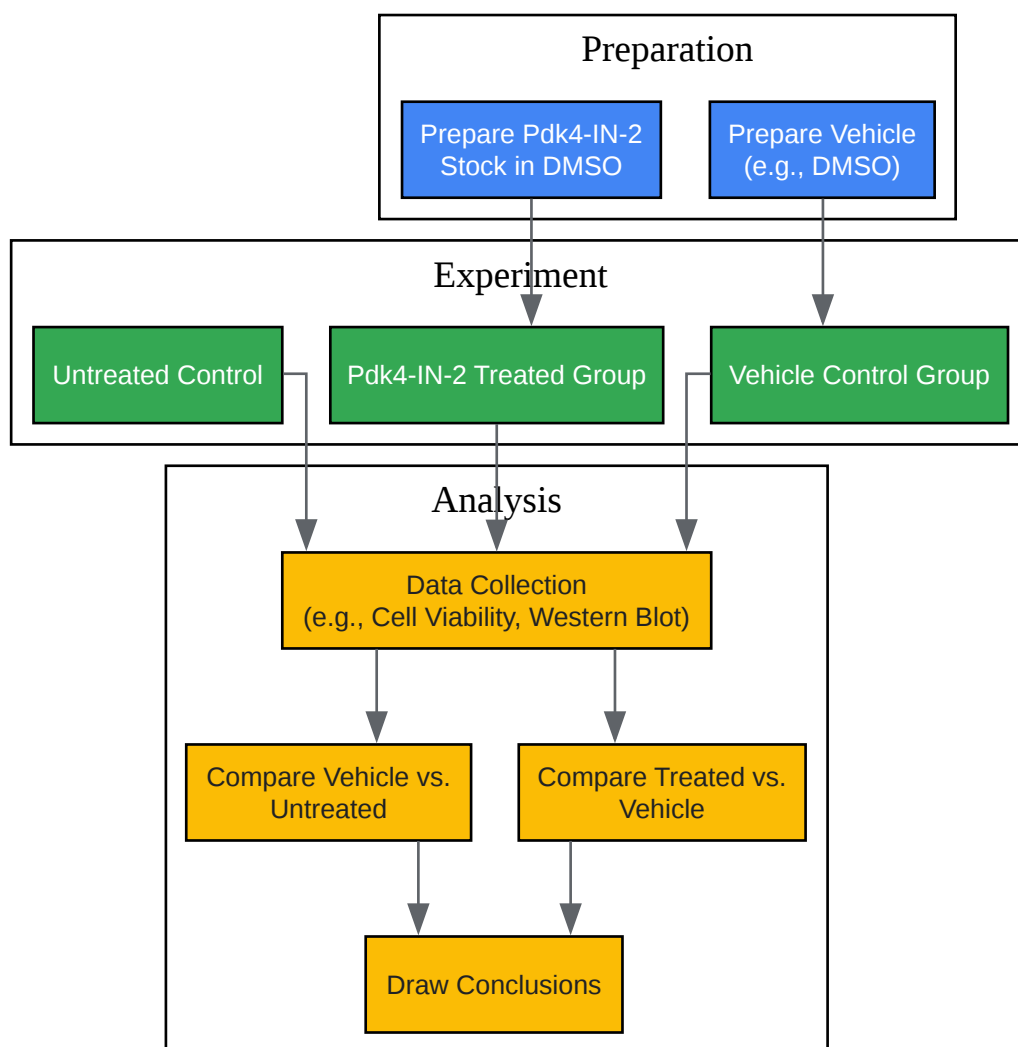 Preparation
Prepare Pdk4-IN-2
Stock in DMSO
Prepare Vehicle
(e.g., DMSO)
Experiment
Untreated Control
Pdk4-IN-2 Treated Group
Vehicle Control Group
Analysis
Data Collection
(e.g., Cell Viability, Western Blot)
Compare Vehicle vs.
Untreated
Compare Treated vs.
Vehicle
Draw Conclusions